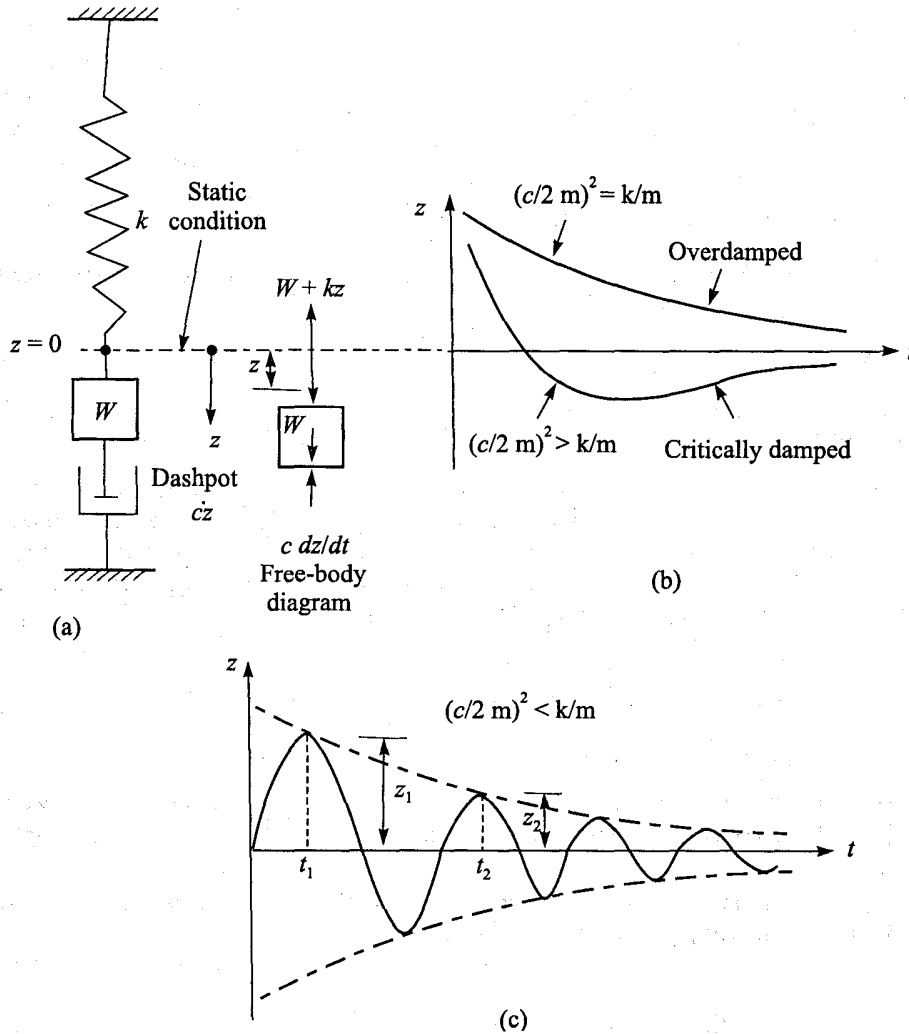 k
Static
condition
z = 0
W
z
Dashpot
cż
(a)
W + kz
z
W
c dz/dt
Free-body
diagram
z
(c/2 m)² = k/m
Overdamped
(c/2 m)² > k/m
Critically damped
(b)
z
(c/2 m)² < k/m
z₁
z₂
t₁
t₂
t
(c)